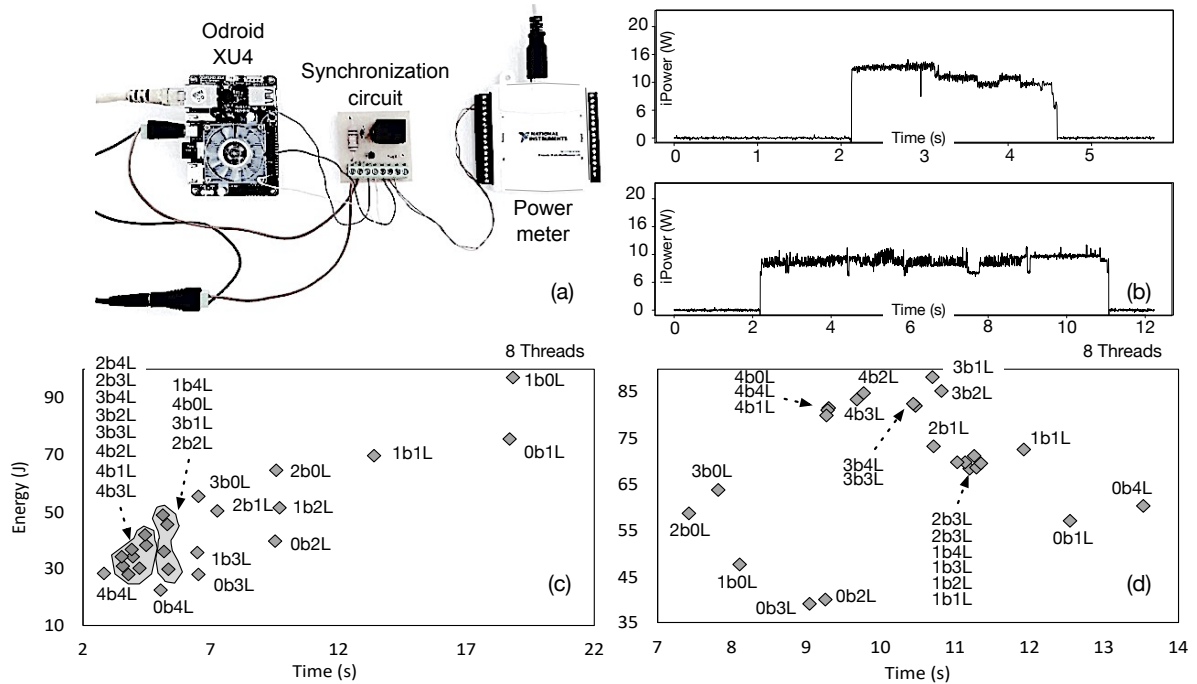 Odroid
XU4
Synchronization
circuit
NATIONAL
INSTRUMENTS
Power
meter
(a)
iPower (W)
22
16
10
6
0
Time (s)
0 1 2 3 4 5
iPower (W)
22
16
10
6
0
Time (s)
0 2 4 6 8 10 12
(b)
8 Threads
2b4L
2b3L
3b4L
3b2L
3b3L
4b2L
4b1L
4b3L
1b4L
4b0L
3b1L
2b2L
1b0L
0b1L
1b1L
2b0L
3b0L
2b1L
1b2L
0b2L
1b3L
0b3L
4b4L
0b4L
(c)
Energy (J)
90
70
50
30
10
2 7 12 17 22
Time (s)
8 Threads
4b0L
4b4L
4b1L
4b2L
4b3L
3b1L
3b2L
3b4L
3b3L
2b1L
1b1L
3b0L
2b0L
1b0L
0b3L
0b2L
2b3L
2b3L
1b4L
1b3L
1b2L
1b1L
0b4L
0b1L
(d)
85
75
65
55
45
35
7 8 9 10 11 12 13 14
Time (s)